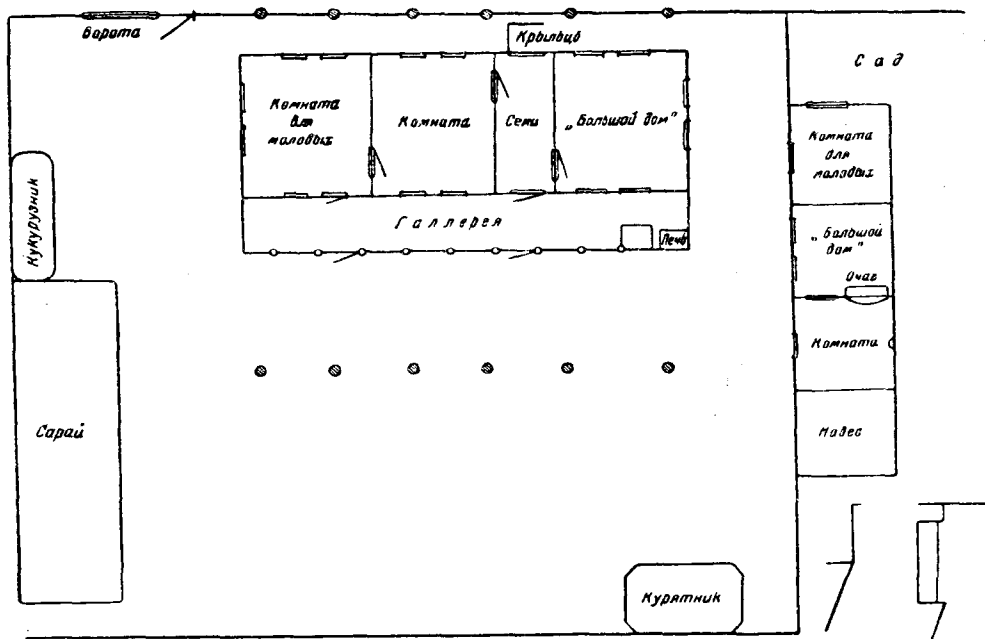 Ворота
Крыльцо
Сад
Комната
для
молодых
Комната
Сени
„Большой дом"
Комната
для
молодых
Кукурузник
Галлерея
Печь
„Большой
дом"
Очаг
Комнати
Сарай
Навес
Курятник